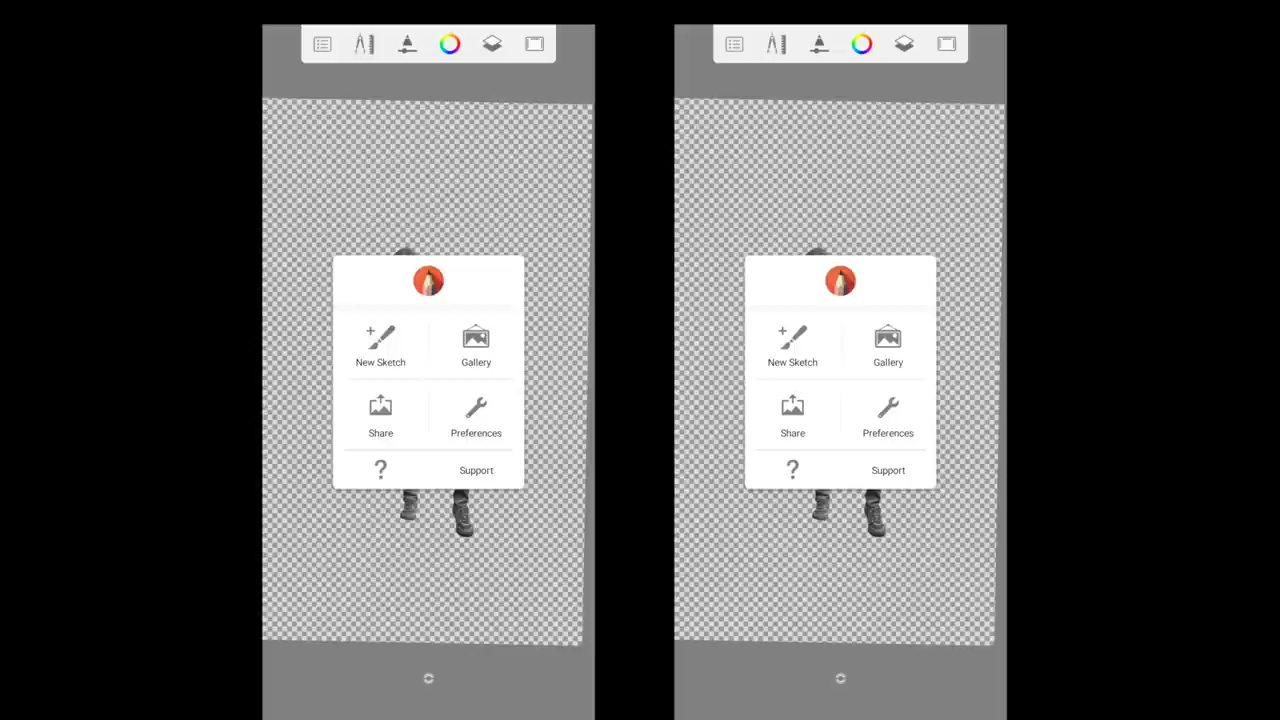 New Sketch
Gallery
Share
Preferences
?
Support
New Sketch
Gallery
Share
Preferences
?
Support